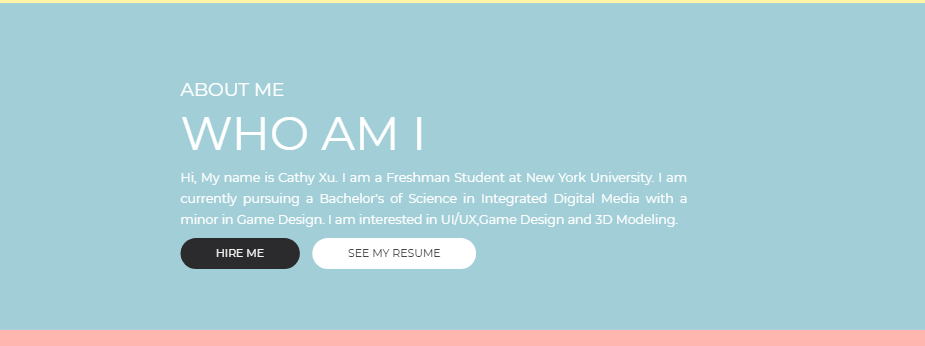 ABOUT ME
WHO AM I
Hi, My name is Cathy Xu. I am a Freshman Student at New York University. I am
currently pursuing a Bachelor's of Science in Integrated Digital Media with a
minor in Game Design. I am interested in UI/UX,Game Design and 3D Modeling.
HIRE ME
SEE MY RESUME